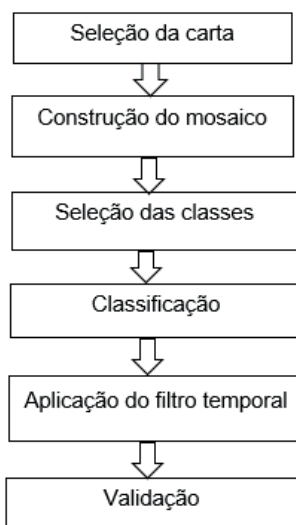 Seleção da carta
Construção do mosaico
Seleção das classes
Classificação
Aplicação do filtro temporal
Validação